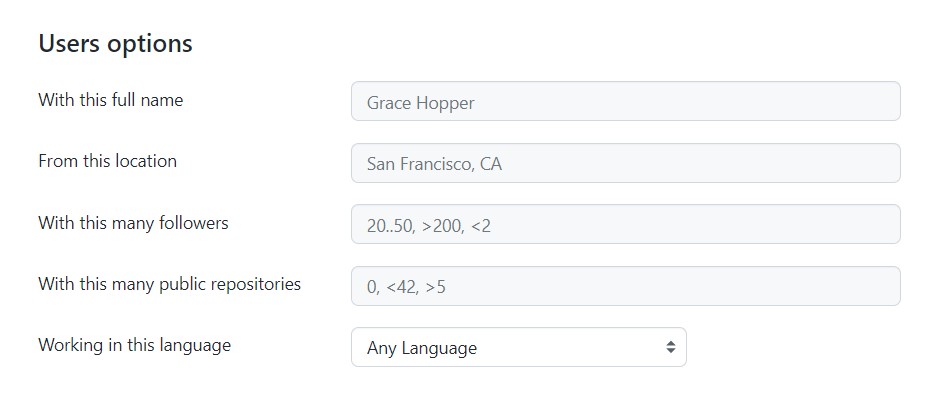 Users options
With this full name
Grace Hopper
From this location
San Francisco, CA
With this many followers
20..50, >200, <2
With this many public repositories
0, <42, >5
Working in this language
Any Language